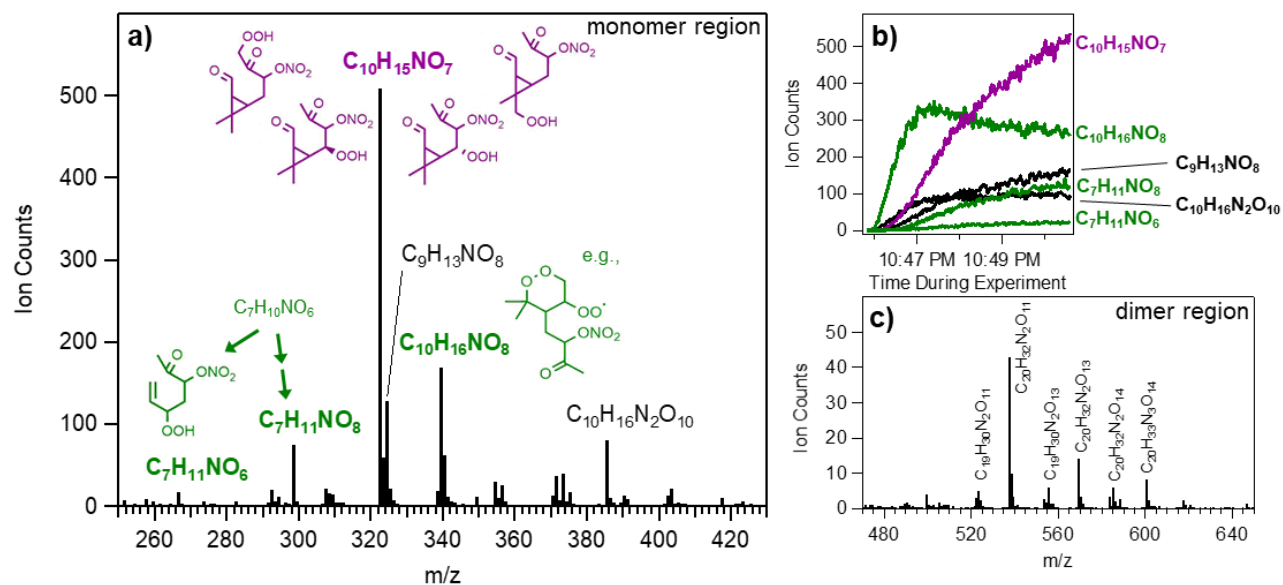 a)
monomer region
OOH
O
O
ONO₂
C₁₀H₁₅NO₇
O
O
ONO₂
OOH
O
O
ONO₂
OOH
O
O
ONO₂
OOH
500
400
300
200
100
0
Ion Counts
C₉H₁₃NO₈
e.g.,
O-O
OO·
ONO₂
O
C₇H₁₀NO₆
O
ONO₂
OOH
C₇H₁₁NO₆
C₇H₁₁NO₈
C₁₀H₁₆NO₈
C₁₀H₁₆N₂O₁₀
260
280
300
320
340
360
380
400
420
m/z
b)
500
400
300
200
100
0
Ion Counts
C₁₀H₁₅NO₇
C₁₀H₁₆NO₈
C₉H₁₃NO₈
C₇H₁₁NO₈
C₁₀H₁₆N₂O₁₀
C₇H₁₁NO₆
10:47 PM
10:49 PM
Time During Experiment
c)
dimer region
50
40
30
20
10
0
Ion Counts
C₁₉H₃₀N₂O₁₁
C₂₀H₃₂N₂O₁₁
C₁₉H₃₀N₂O₁₃
C₂₀H₃₂N₂O₁₃
C₂₀H₃₂N₂O₁₄
C₂₀H₃₃N₃O₁₄
480
520
560
600
640
m/z